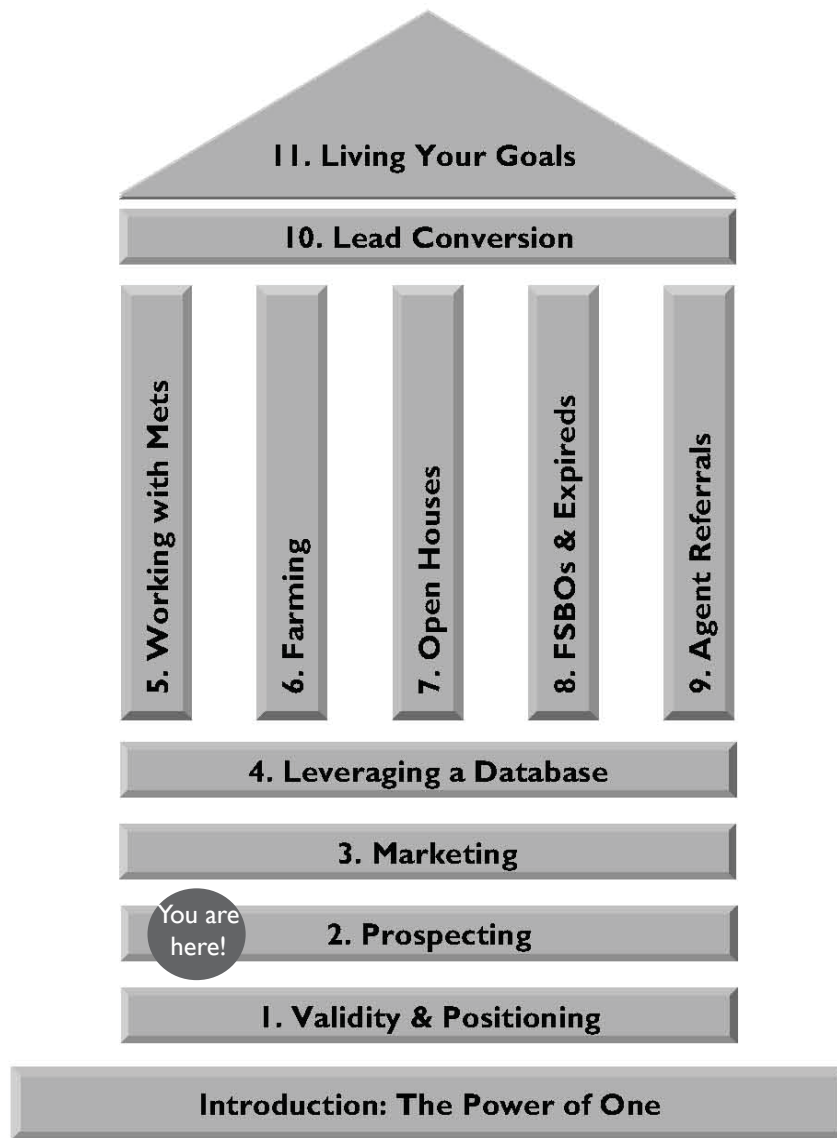 11. Living Your Goals
10. Lead Conversion
5. Working with Mets
6. Farming
7. Open Houses
8. FSBOs & Expireds
9. Agent Referrals
4. Leveraging a Database
3. Marketing
You are
here!
2. Prospecting
1. Validity & Positioning
Introduction: The Power of One